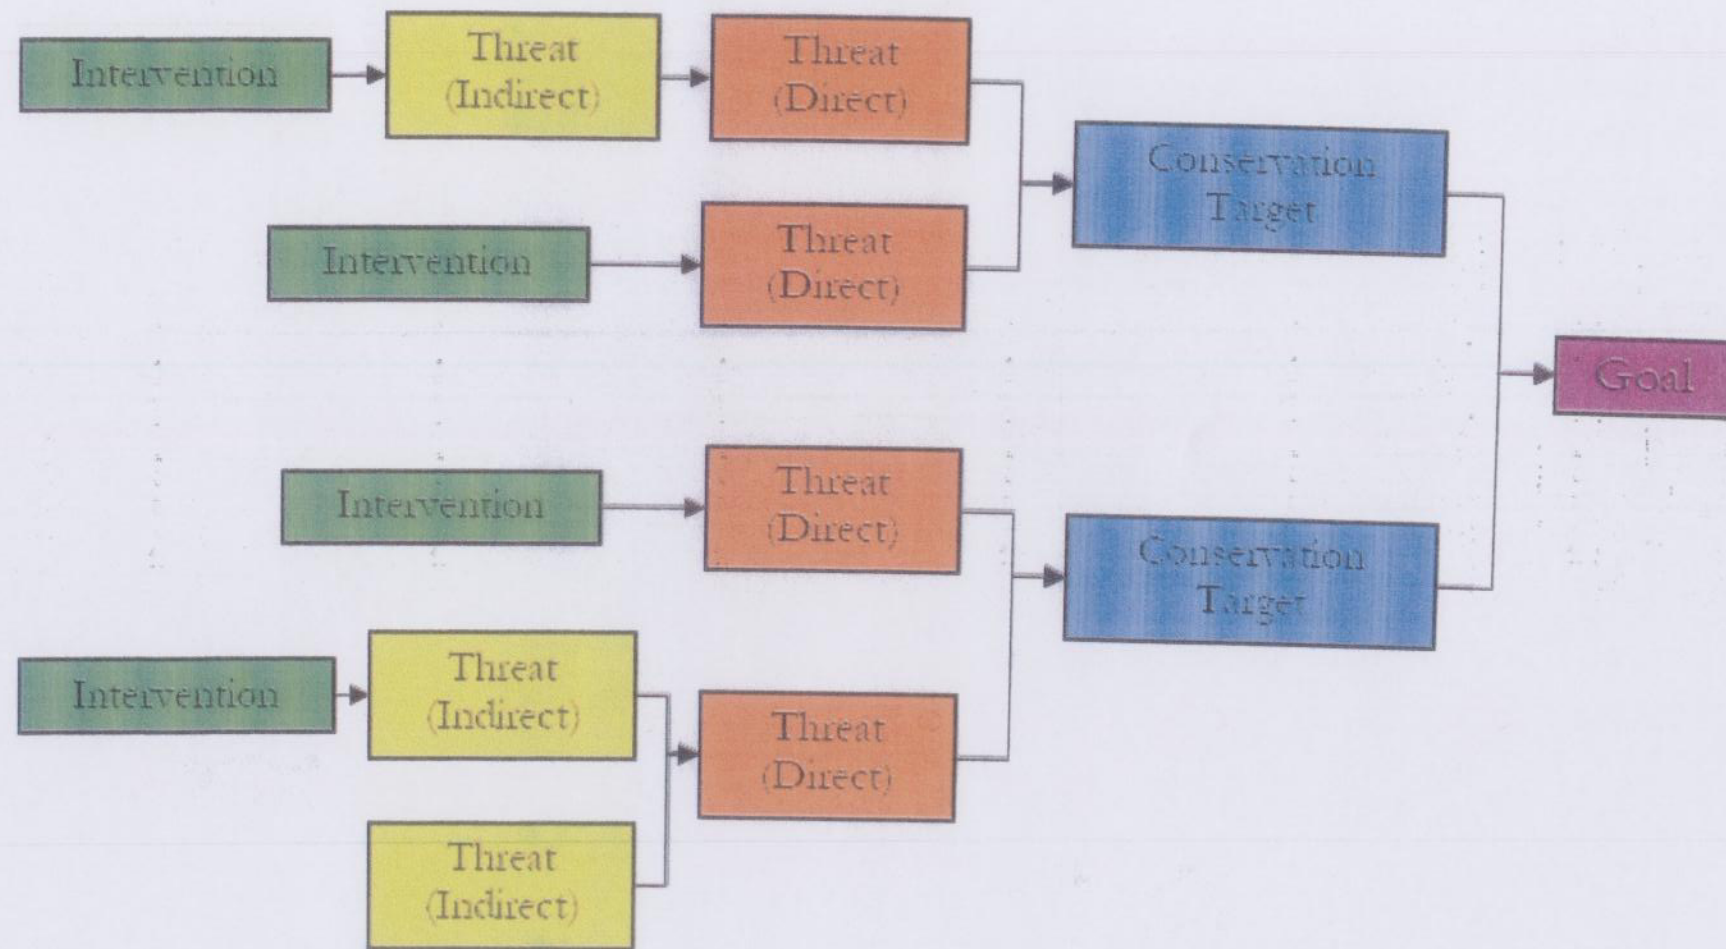 Intervention
Threat
(Indirect)
Threat
(Direct)
Conservation
Target
Intervention
Threat
(Direct)
Goal
Intervention
Threat
(Direct)
Conservation
Target
Intervention
Threat
(Indirect)
Threat
(Direct)
Threat
(Indirect)